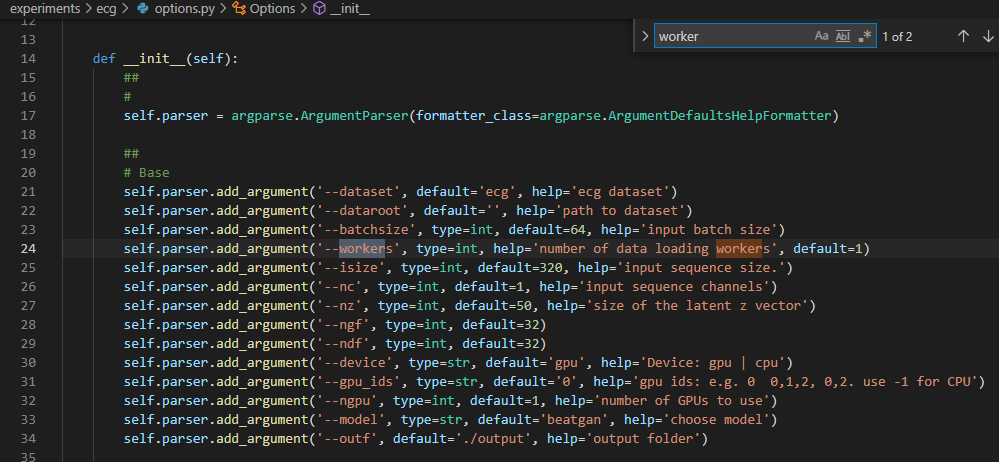 experiments > ecg > options.py > Options > __init__
worker Aa Abl .* 1 of 2
12
13
14 def __init__(self):
15 ##
16 #
17 self.parser = argparse.ArgumentParser(formatter_class=argparse.ArgumentDefaultsHelpFormatter)
18
19 ##
20 # Base
21 self.parser.add_argument('--dataset', default='ecg', help='ecg dataset')
22 self.parser.add_argument('--dataroot', default='', help='path to dataset')
23 self.parser.add_argument('--batchsize', type=int, default=64, help='input batch size')
24 self.parser.add_argument('--workers', type=int, help='number of data loading workers', default=1)
25 self.parser.add_argument('--isize', type=int, default=320, help='input sequence size.')
26 self.parser.add_argument('--nc', type=int, default=1, help='input sequence channels')
27 self.parser.add_argument('--nz', type=int, default=50, help='size of the latent z vector')
28 self.parser.add_argument('--ngf', type=int, default=32)
29 self.parser.add_argument('--ndf', type=int, default=32)
30 self.parser.add_argument('--device', type=str, default='gpu', help='Device: gpu | cpu')
31 self.parser.add_argument('--gpu_ids', type=str, default='0', help='gpu ids: e.g. 0  0,1,2, 0,2. use -1 for CPU')
32 self.parser.add_argument('--ngpu', type=int, default=1, help='number of GPUs to use')
33 self.parser.add_argument('--model', type=str, default='beatgan', help='choose model')
34 self.parser.add_argument('--outf', default='./output', help='output folder')
35